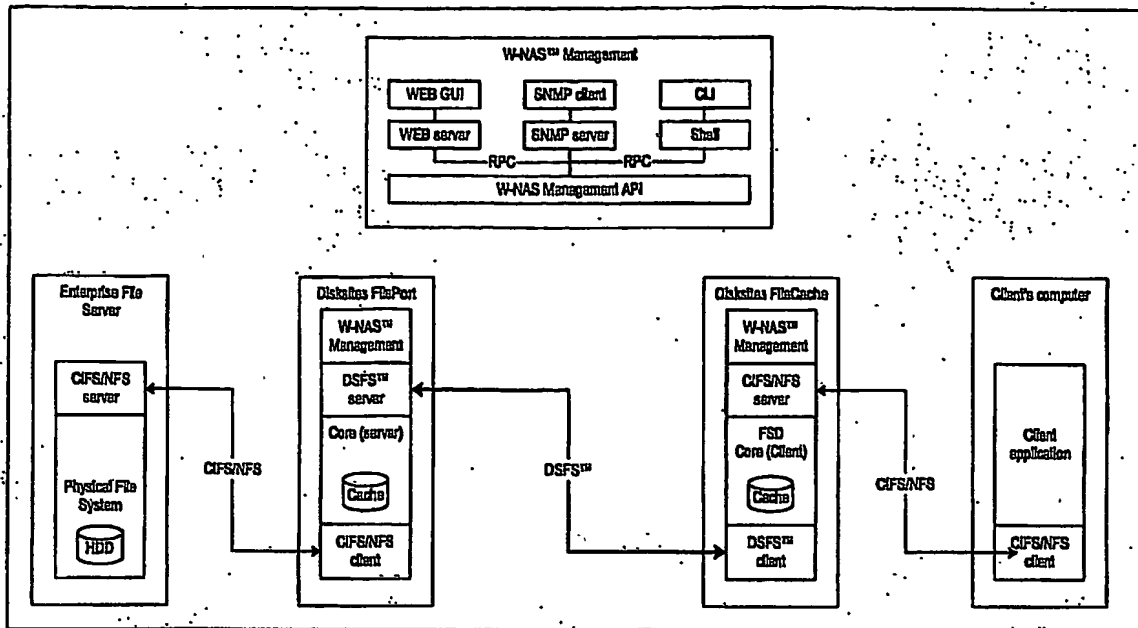 W-NAS™ Management
WEB GUI
SNMP client
CLI
WEB server
SNMP server
Shell
RPC
RPC
W-NAS Management API
Enterprise File
Server
CIFS/NFS
server
Physical File
System
HDD
CIFS/NFS
Disksites FilePort
W-NAS™
Management
DSFS™
server
Core (server)
Cache
CIFS/NFS
client
DSFS™
Disksites FileCache
W-NAS™
Management
CIFS/NFS
server
FSD
Core (Client)
Cache
DSFS™
client
CIFS/NFS
Client's computer
Client
application
CIFS/NFS
client